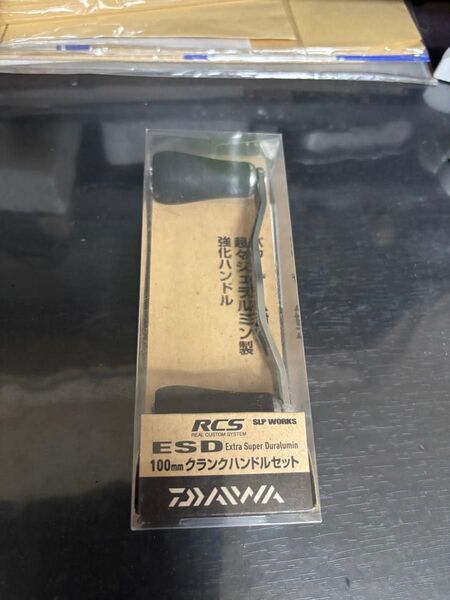 超々ジュラルミン製
強化ハンドル
RCS SLP WORKS
REAL CUSTOM SYSTEM
ESD Extra Super Duralumin
100mm クランクハンドルセット
DAIWA